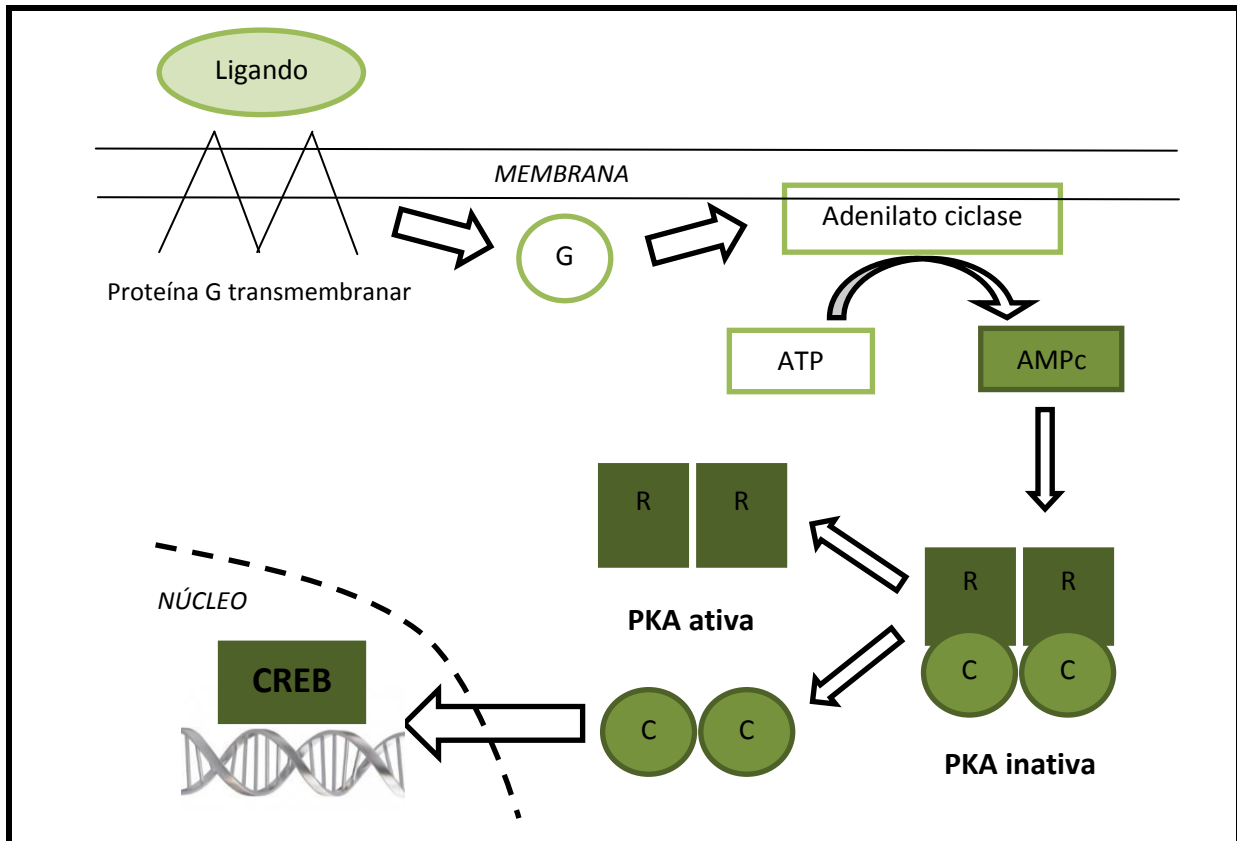 Ligando
MEMBRANA
Adenilato ciclase
G
Proteína G transmembranar
ATP
AMPc
R R
R R
NÚCLEO
PKA ativa
CREB
C C
C C
PKA inativa